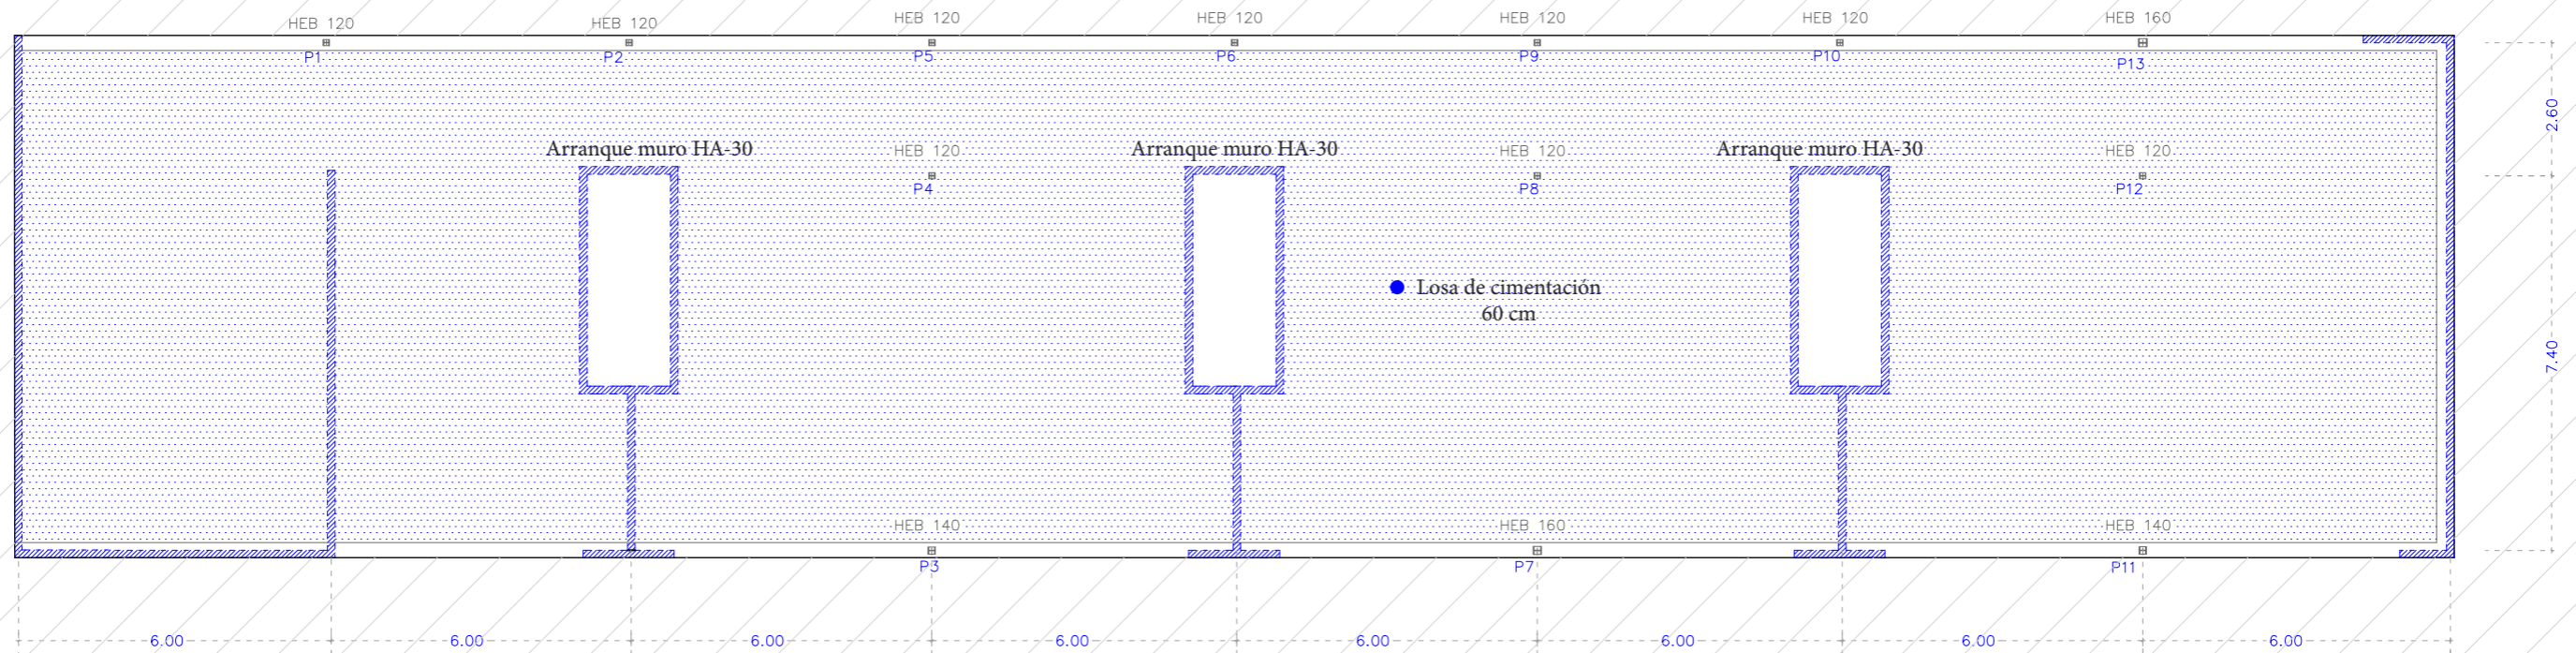 HEB 120
HEB 120
HEB 120
HEB 120
HEB 120
HEB 120
HEB 160
P1
P2
P5
P6
P9
P10
P13
2.60
Arranque muro HA-30
HEB 120
Arranque muro HA-30
HEB 120
Arranque muro HA-30
HEB 120
P4
P8
P12
Losa de cimentación
60 cm
7.40
HEB 140
HEB 160
HEB 140
P3
P7
P11
6.00
6.00
6.00
6.00
6.00
6.00
6.00
6.00